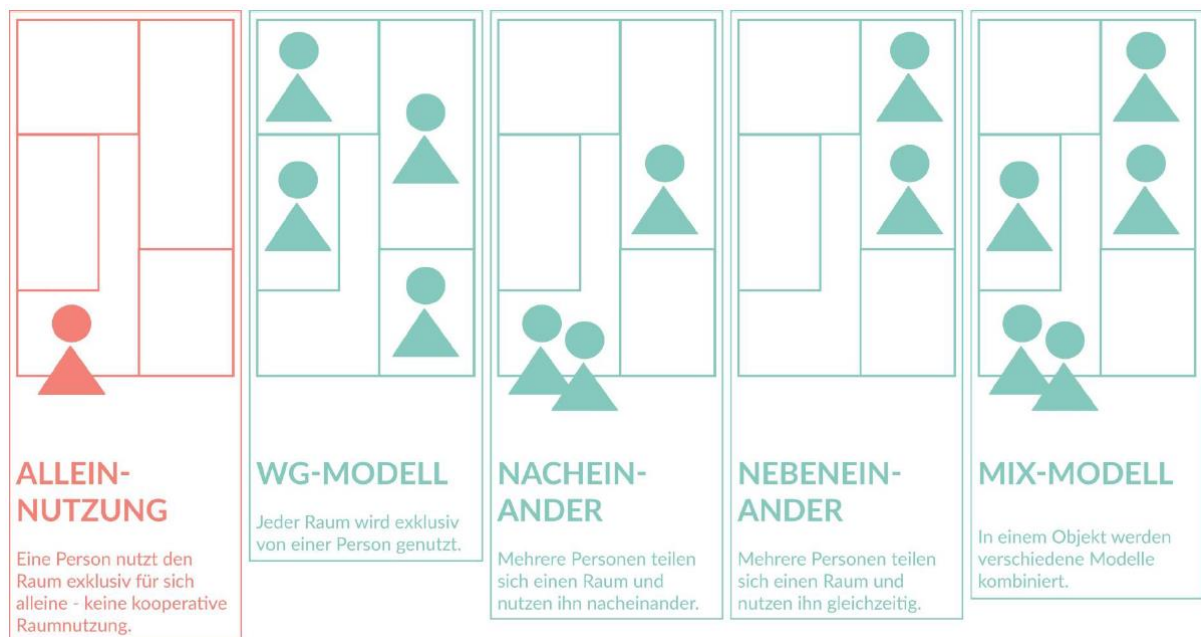 ALLEIN-
NUTZUNG
Eine Person nutzt den
Raum exklusiv für sich
alleine - keine kooperative
Raumnutzung.
WG-MODELL
Jeder Raum wird exklusiv
von einer Person genutzt.
NACHEIN-
ANDER
Mehrere Personen teilen
sich einen Raum und
nutzen ihn nacheinander.
NEBENEIN-
ANDER
Mehrere Personen teilen
sich einen Raum und
nutzen ihn gleichzeitig.
MIX-MODELL
In einem Objekt werden
verschiedene Modelle
kombiniert.